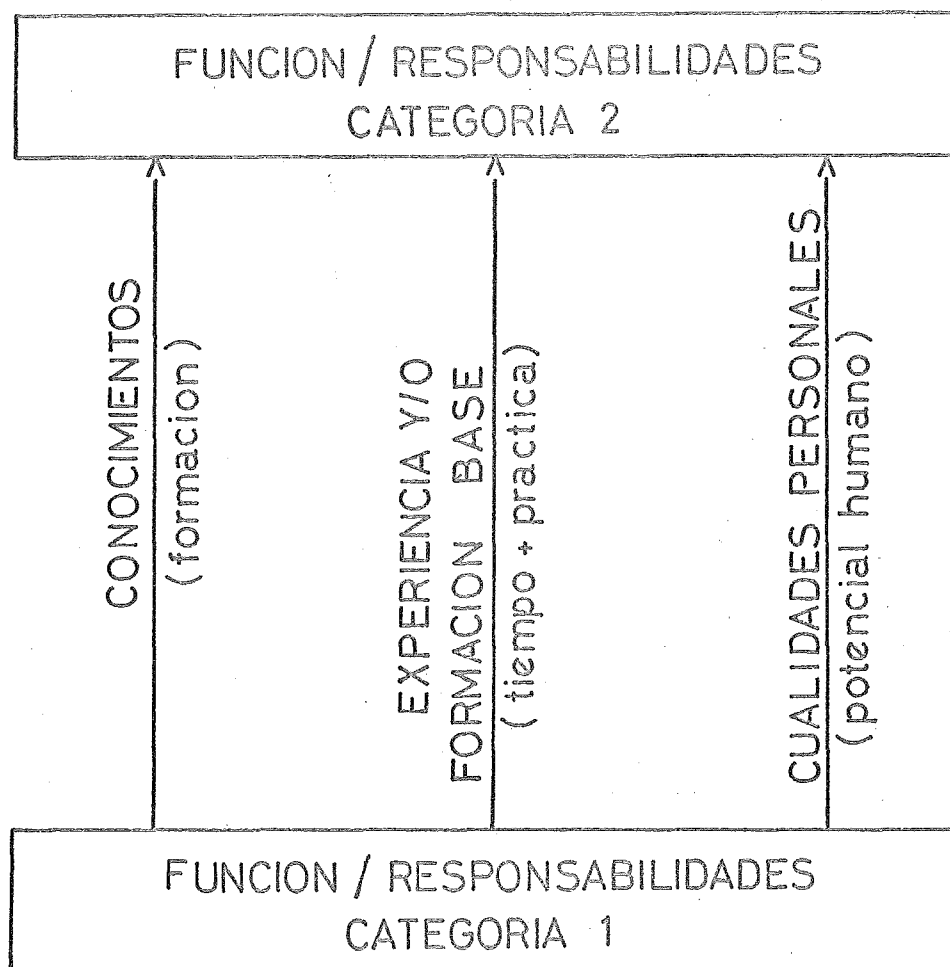 FUNCION / RESPONSABILIDADES
CATEGORIA 2
CONOCIMIENTOS
(formacion)
EXPERIENCIA Y/O
FORMACION BASE
(tiempo + practica)
CUALIDADES PERSONALES
(potencial humano)
FUNCION / RESPONSABILIDADES
CATEGORIA 1